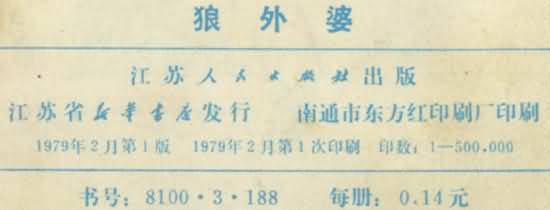 狼外婆
江苏人民出版社出版
江苏省新华书店发行 南通市东方红印刷厂印刷
1979年2月第1版 1979年2月第1次印刷 印数：1—500,000
书号：8100·3·188 每册：0.14元